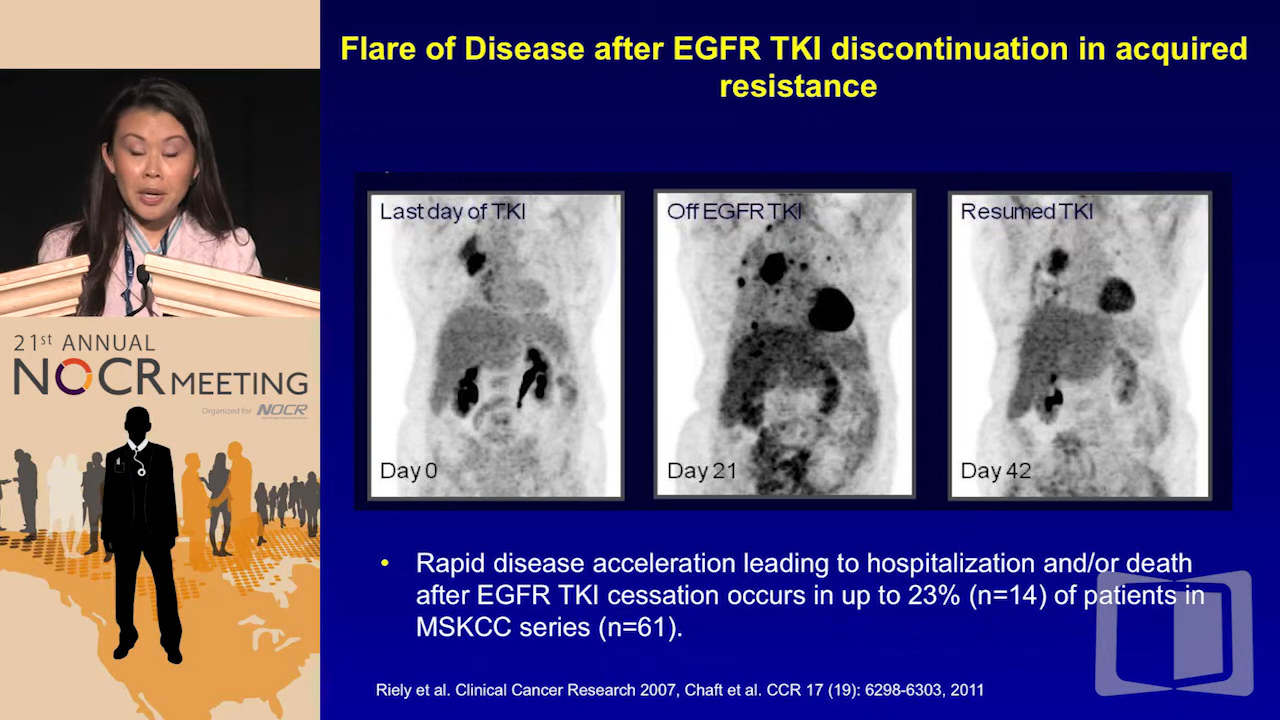 Flare of Disease after EGFR TKI discontinuation in acquired
resistance
Last day of TKI
Off EGFR TKI
Resumed TKI
Day 0
Day 21
Day 42
• Rapid disease acceleration leading to hospitalization and/or death
after EGFR TKI cessation occurs in up to 23% (n=14) of patients in
MSKCC series (n=61).
Riely et al. Clinical Cancer Research 2007, Chaft et al. CCR 17 (19): 6298-6303, 2011
21st ANNUAL
NOCR MEETING
Organized for NOCR